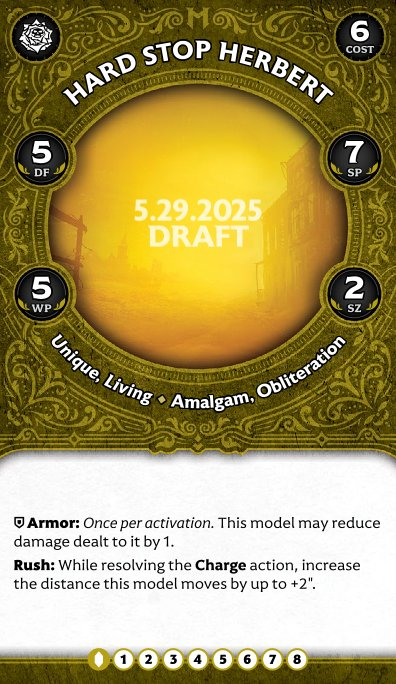 6
COST
HARD STOP HERBERT
5
DF
7
SP
5.29.2025
DRAFT
5
WP
2
SZ
Unique, Living ◆ Amalgam, Obliteration
Armor: Once per activation. This model may reduce
damage dealt to it by 1.
Rush: While resolving the Charge action, increase
the distance this model moves by up to +2".
1 2 3 4 5 6 7 8